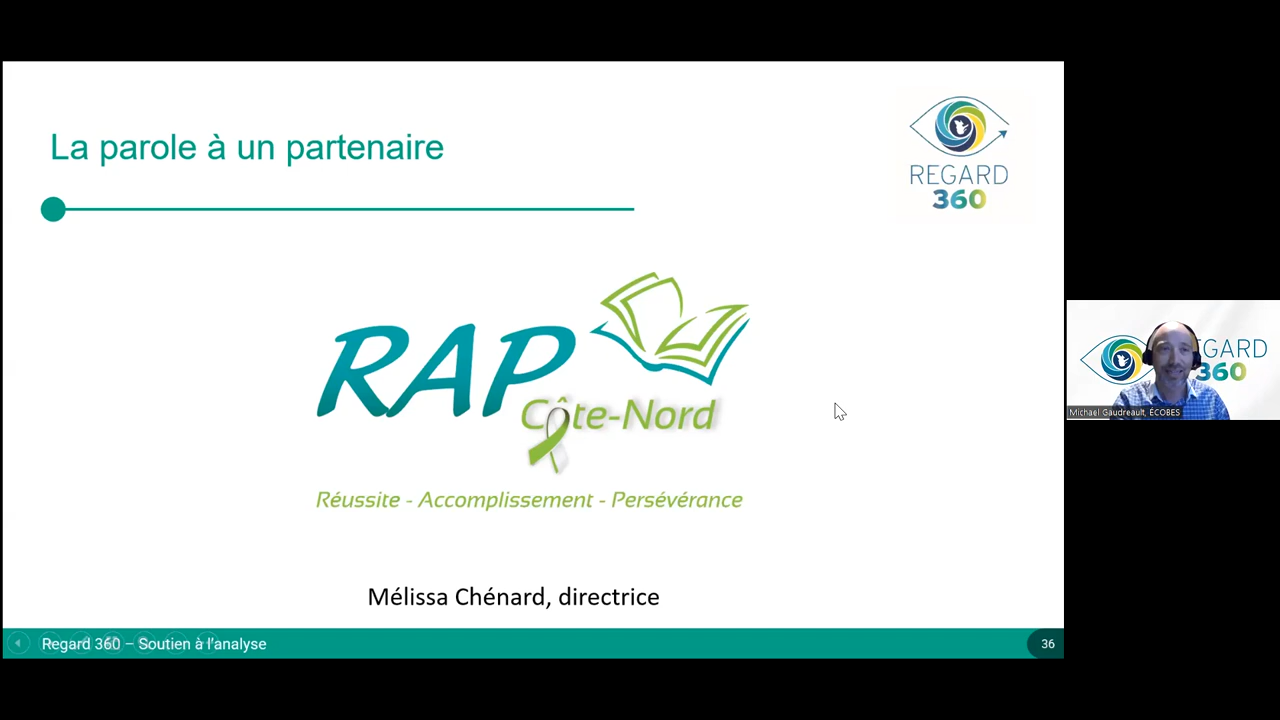 La parole à un partenaire
REGARD
360
RAP
Côte-Nord
Réussite - Accomplissement - Persévérance
Mélissa Chénard, directrice
Regard 360 – Soutien à l'analyse
36
EGARD
360
Michael Gaudreault, ÉCOBES